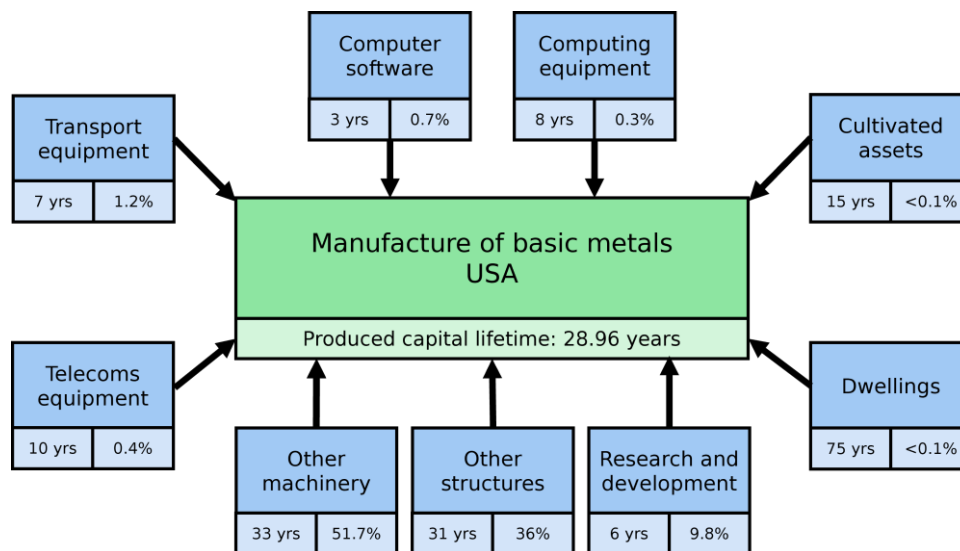 Computer
software
3 yrs 0.7%
Computing
equipment
8 yrs 0.3%
Transport
equipment
7 yrs 1.2%
Cultivated
assets
15 yrs <0.1%
Manufacture of basic metals
USA
Produced capital lifetime: 28.96 years
Telecoms
equipment
10 yrs 0.4%
Dwellings
75 yrs <0.1%
Other
machinery
33 yrs 51.7%
Other
structures
31 yrs 36%
Research and
development
6 yrs 9.8%